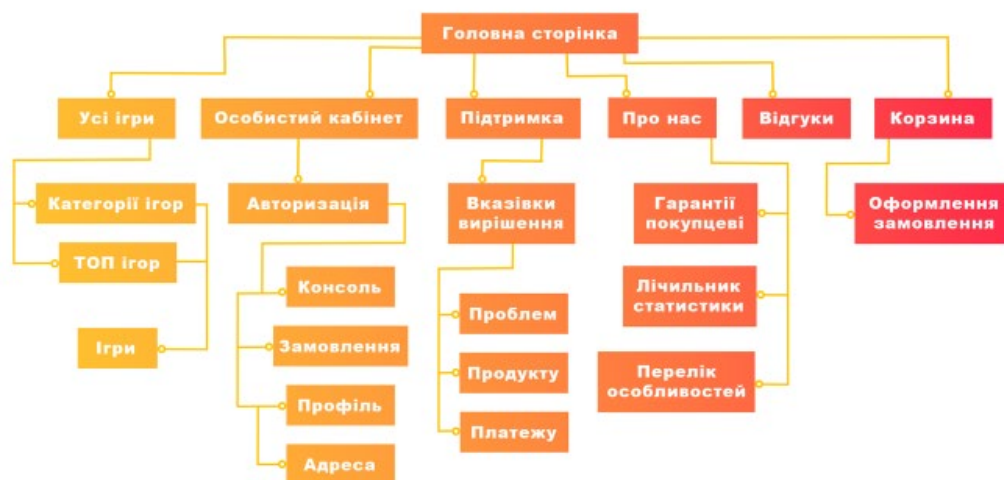 Головна сторінка
Усі ігри
Особистий кабінет
Підтримка
Про нас
Відгуки
Корзина
Категорії ігор
Авторизація
Вказівки
вирішення
Гарантії
покупцеві
Оформлення
замовлення
ТОП ігор
Консоль
Лічильник
статистики
Проблем
Ігри
Замовлення
Продукту
Перелік
особливостей
Профіль
Платежу
Адреса